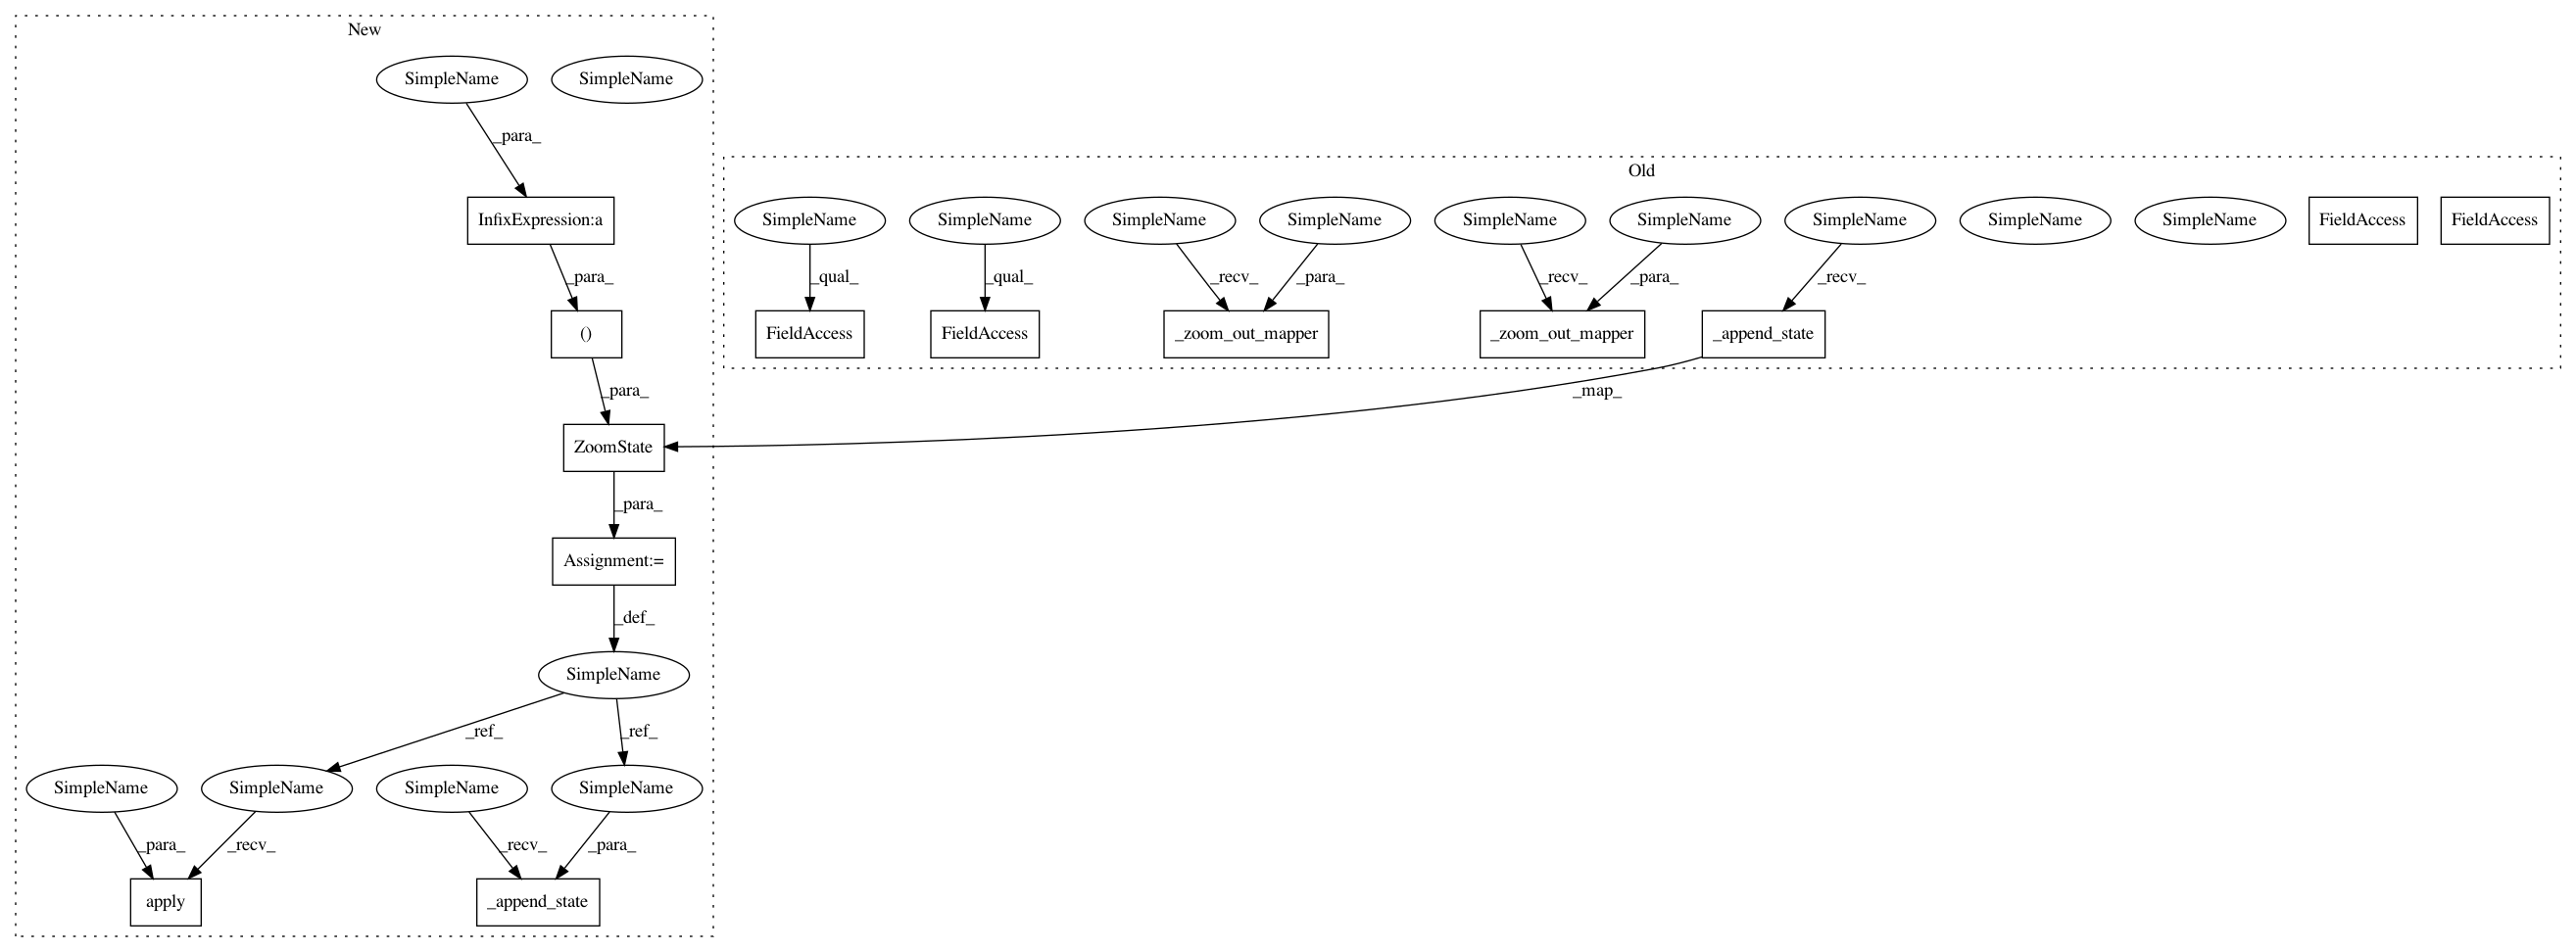 New
SimpleName
SimpleName
_para_
Old
InfixExpression:a
SimpleName
SimpleName
SimpleName
SimpleName
SimpleName
SimpleName
SimpleName
SimpleName
SimpleName
FieldAccess
FieldAccess
_para_
_qual_
_qual_
_recv_
_para_
_recv_
_para_
_recv_
()
FieldAccess
FieldAccess
_zoom_out_mapper
_zoom_out_mapper
_append_state
_para_
_map_
ZoomState
_para_
Assignment:=
_def_
SimpleName
_ref_
_ref_
SimpleName
SimpleName
SimpleName
SimpleName
_para_
_recv_
_recv_
_para_
apply
_append_state